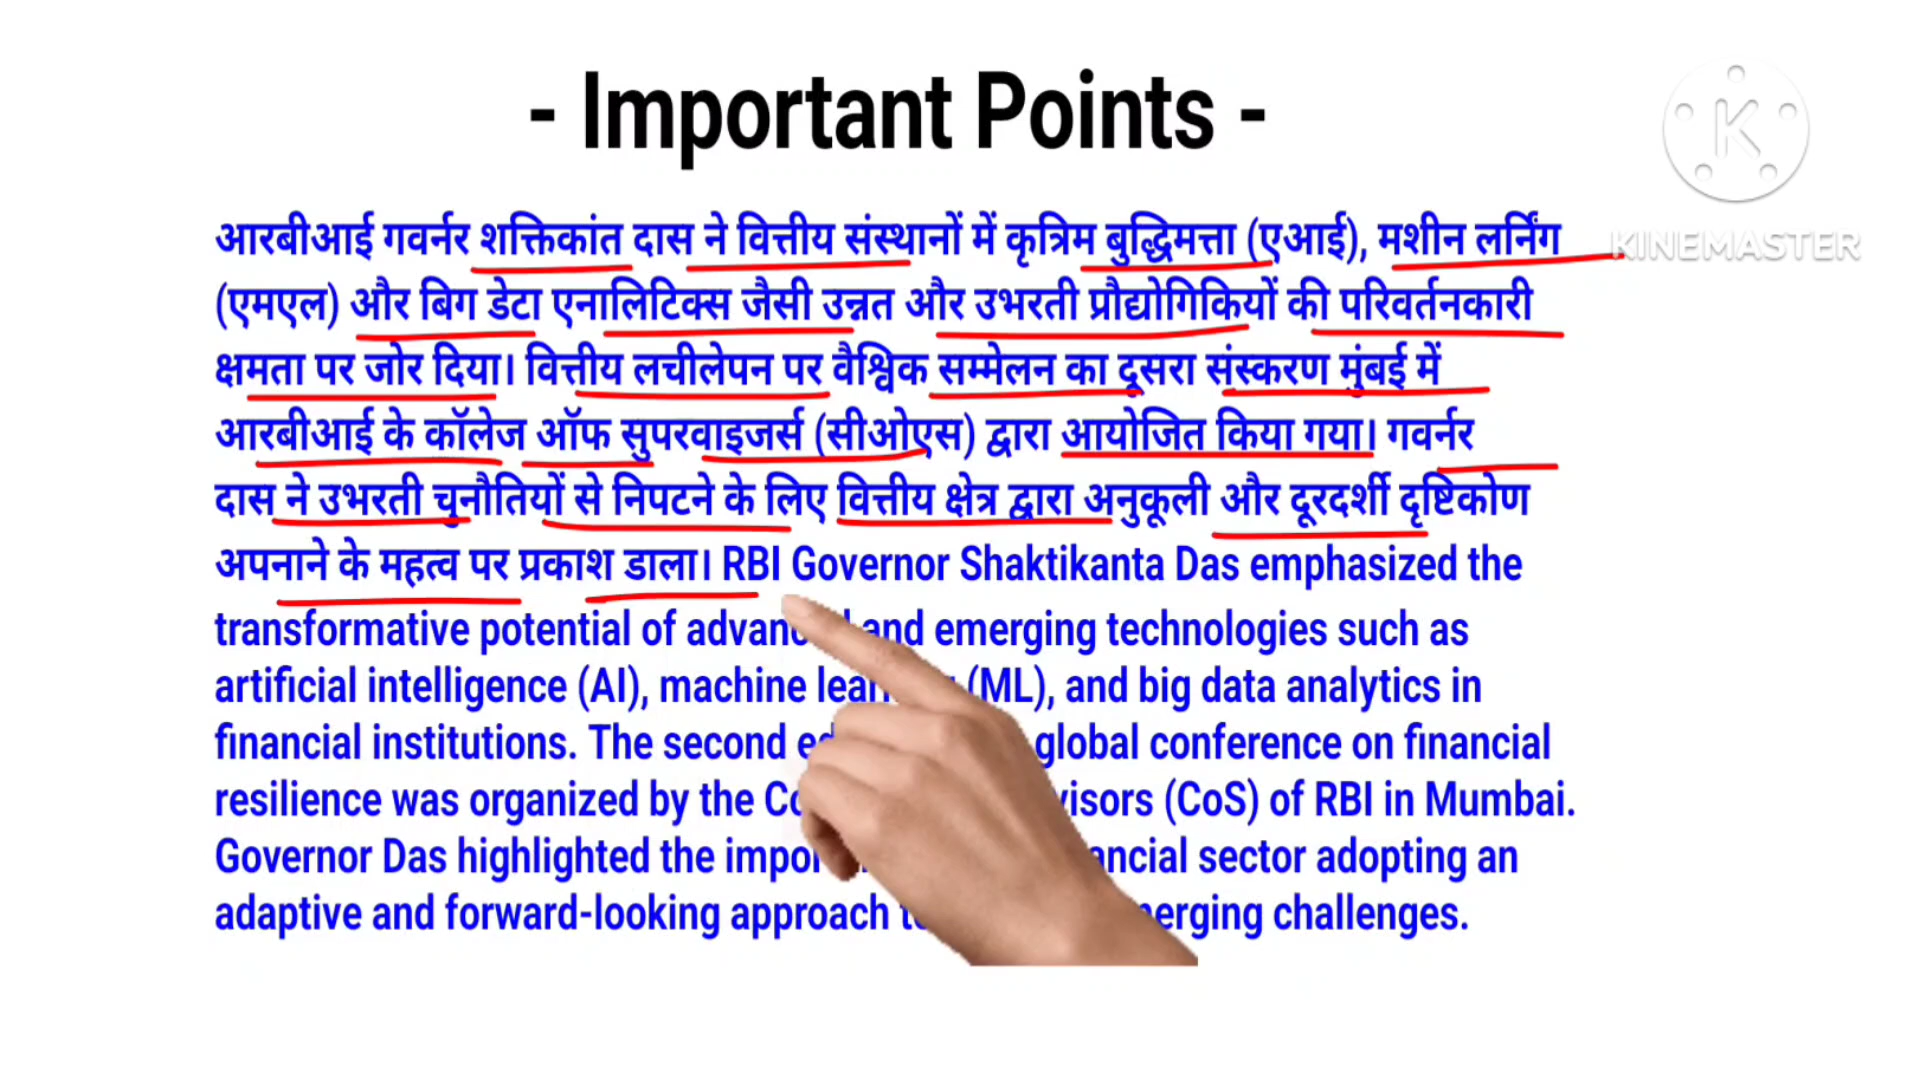 - Important Points -
KINEMASTER
आरबीआई गवर्नर शक्तिकांत दास ने वित्तीय संस्थानों में कृत्रिम बुद्धिमत्ता (एआई), मशीन लर्निंग
(एमएल) और बिग डेटा एनालिटिक्स जैसी उन्नत और उभरती प्रौद्योगिकियों की परिवर्तनकारी
क्षमता पर जोर दिया। वित्तीय लचीलेपन पर वैश्विक सम्मेलन का दूसरा संस्करण मुंबई में
आरबीआई के कॉलेज ऑफ सुपरवाइजर्स (सीओएस) द्वारा आयोजित किया गया। गवर्नर
दास ने उभरती चुनौतियों से निपटने के लिए वित्तीय क्षेत्र द्वारा अनुकूली और दूरदर्शी दृष्टिकोण
अपनाने के महत्व पर प्रकाश डाला। RBI Governor Shaktikanta Das emphasized the
transformative potential of and emerging technologies such as
artificial intelligence (AI), machine (ML), and big data analytics in
financial institutions. The second global conference on financial
resilience was organized by the (CoS) of RBI in Mumbai.
Governor Das highlighted the sector adopting an
adaptive and forward-looking approach challenges.